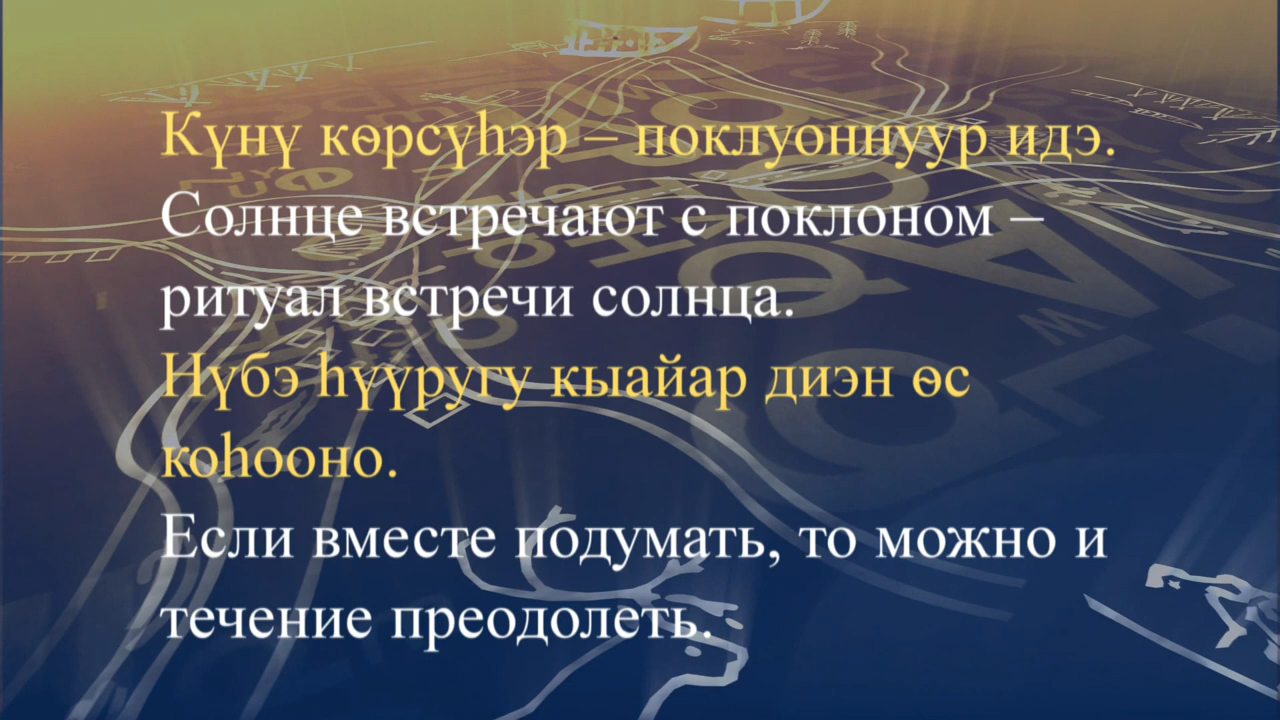 Күнү көрсүһэр – поклуоннуур идэ.
Солнце встречают с поклоном –
ритуал встречи солнца.
Нүбэ һүүругу кыайар диэн өс
коһооно.
Если вместе подумать, то можно и
течение преодолеть.